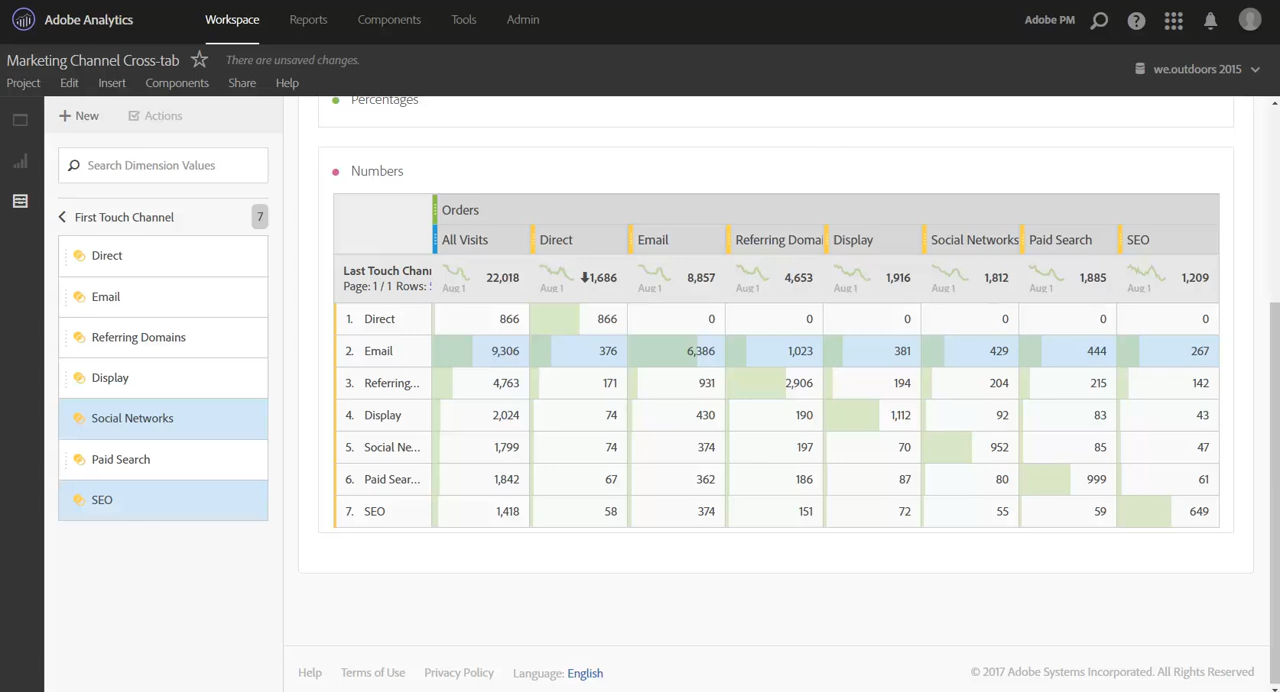 Adobe Analytics Workspace Reports Components Tools Admin Adobe PM
Marketing Channel Cross-tab There are unsaved changes.
we.outdoors 2015
Project Edit Insert Components Share Help
New Actions
Search Dimension Values
First Touch Channel 7
Direct
Email
Referring Domains
Display
Social Networks
Paid Search
SEO
Percentages
Numbers
Orders
All Visits Direct Email Referring Domai Display Social Networks Paid Search SEO
Last Touch Chann
Page: 1 / 1 Rows:
Aug 1 22,018 Aug 1 1,686 Aug 1 8,857 Aug 1 4,653 Aug 1 1,916 Aug 1 1,812 Aug 1 1,885 Aug 1 1,209
1. Direct 866 866 0 0 0 0 0 0
2. Email 9,306 376 6,386 1,023 381 429 444 267
3. Referring... 4,763 171 931 2,906 194 204 215 142
4. Display 2,024 74 430 190 1,112 92 83 43
5. Social Ne... 1,799 74 374 197 70 952 85 47
6. Paid Sear... 1,842 67 362 186 87 80 999 61
7. SEO 1,418 58 374 151 72 55 59 649
Help Terms of Use Privacy Policy Language: English
© 2017 Adobe Systems Incorporated. All Rights Reserved